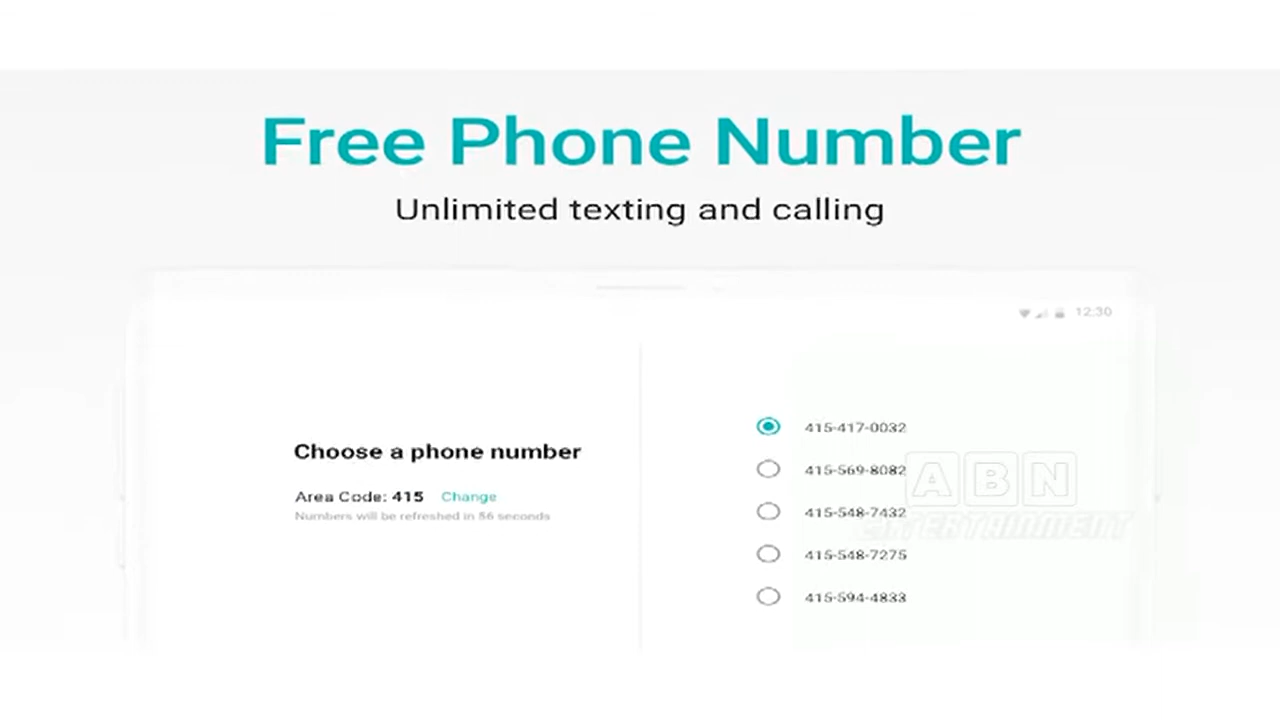 Free Phone Number
Unlimited texting and calling
12:30
Choose a phone number
Area Code: 415 Change
Numbers will be refreshed in 56 seconds
415-417-0032
415-569-8082
415-548-7432
415-548-7275
415-594-4833
ABN
ENTERTAINMENT